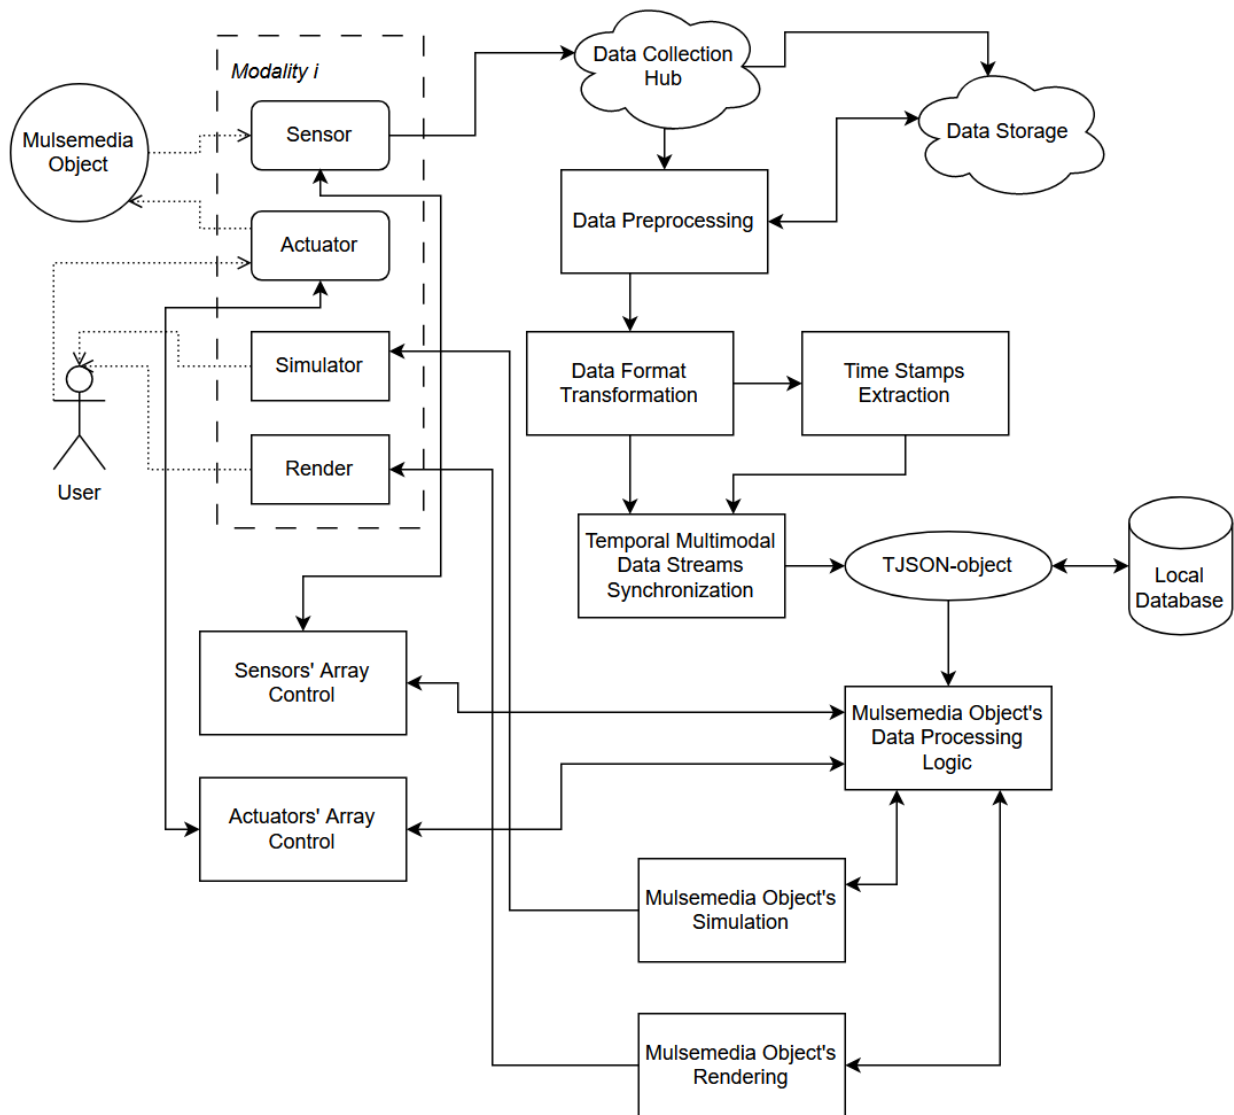 Modality i
Data Collection
Hub
Mulsemedia
Object
Sensor
Data Storage
Data Preprocessing
Actuator
Simulator
Data Format
Transformation
Time Stamps
Extraction
Render
User
Temporal Multimodal
Data Streams
Synchronization
TJSON-object
Local
Database
Sensors' Array
Control
Mulsemedia Object's
Data Processing
Logic
Actuators' Array
Control
Mulsemedia Object's
Simulation
Mulsemedia Object's
Rendering